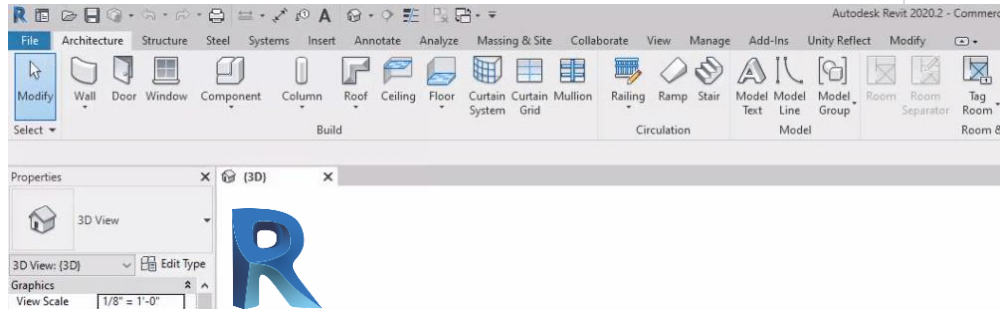 Autodesk Revit 2020.2 - Commerc
File Architecture Structure Steel Systems Insert Annotate Analyze Massing & Site Collaborate View Manage Add-Ins Unity Reflect Modify
Modify Wall Door Window Component Column Roof Ceiling Floor Curtain System Curtain Grid Mullion Railing Ramp Stair Model Text Model Line Model Group Room Room Separator Tag Room
Select Build Circulation Model Room &
Properties X {3D} X
3D View
3D View: {3D} Edit Type
Graphics
View Scale 1/8" = 1'-0"